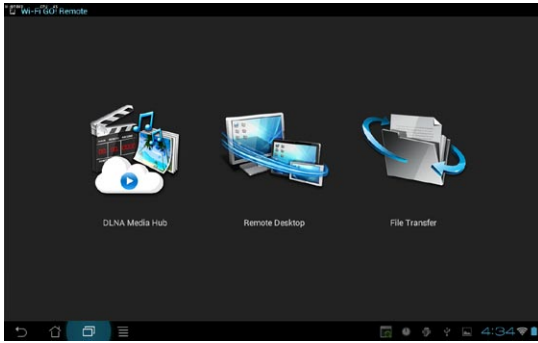 Wi-Fi GO! Remote
DLNA Media Hub
Remote Desktop
File Transfer
4:34